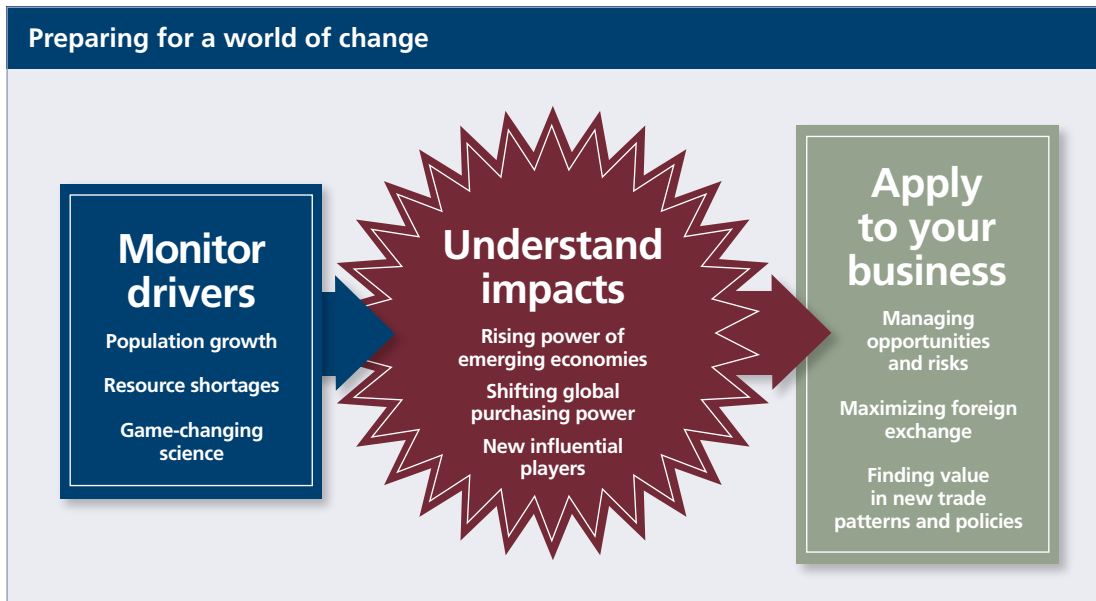 Preparing for a world of change
Monitor
drivers
Population growth
Resource shortages
Game-changing
science
Understand
impacts
Rising power of
emerging economies
Shifting global
purchasing power
New influential
players
Apply
to your
business
Managing
opportunities
and risks
Maximizing foreign
exchange
Finding value
in new trade
patterns and policies